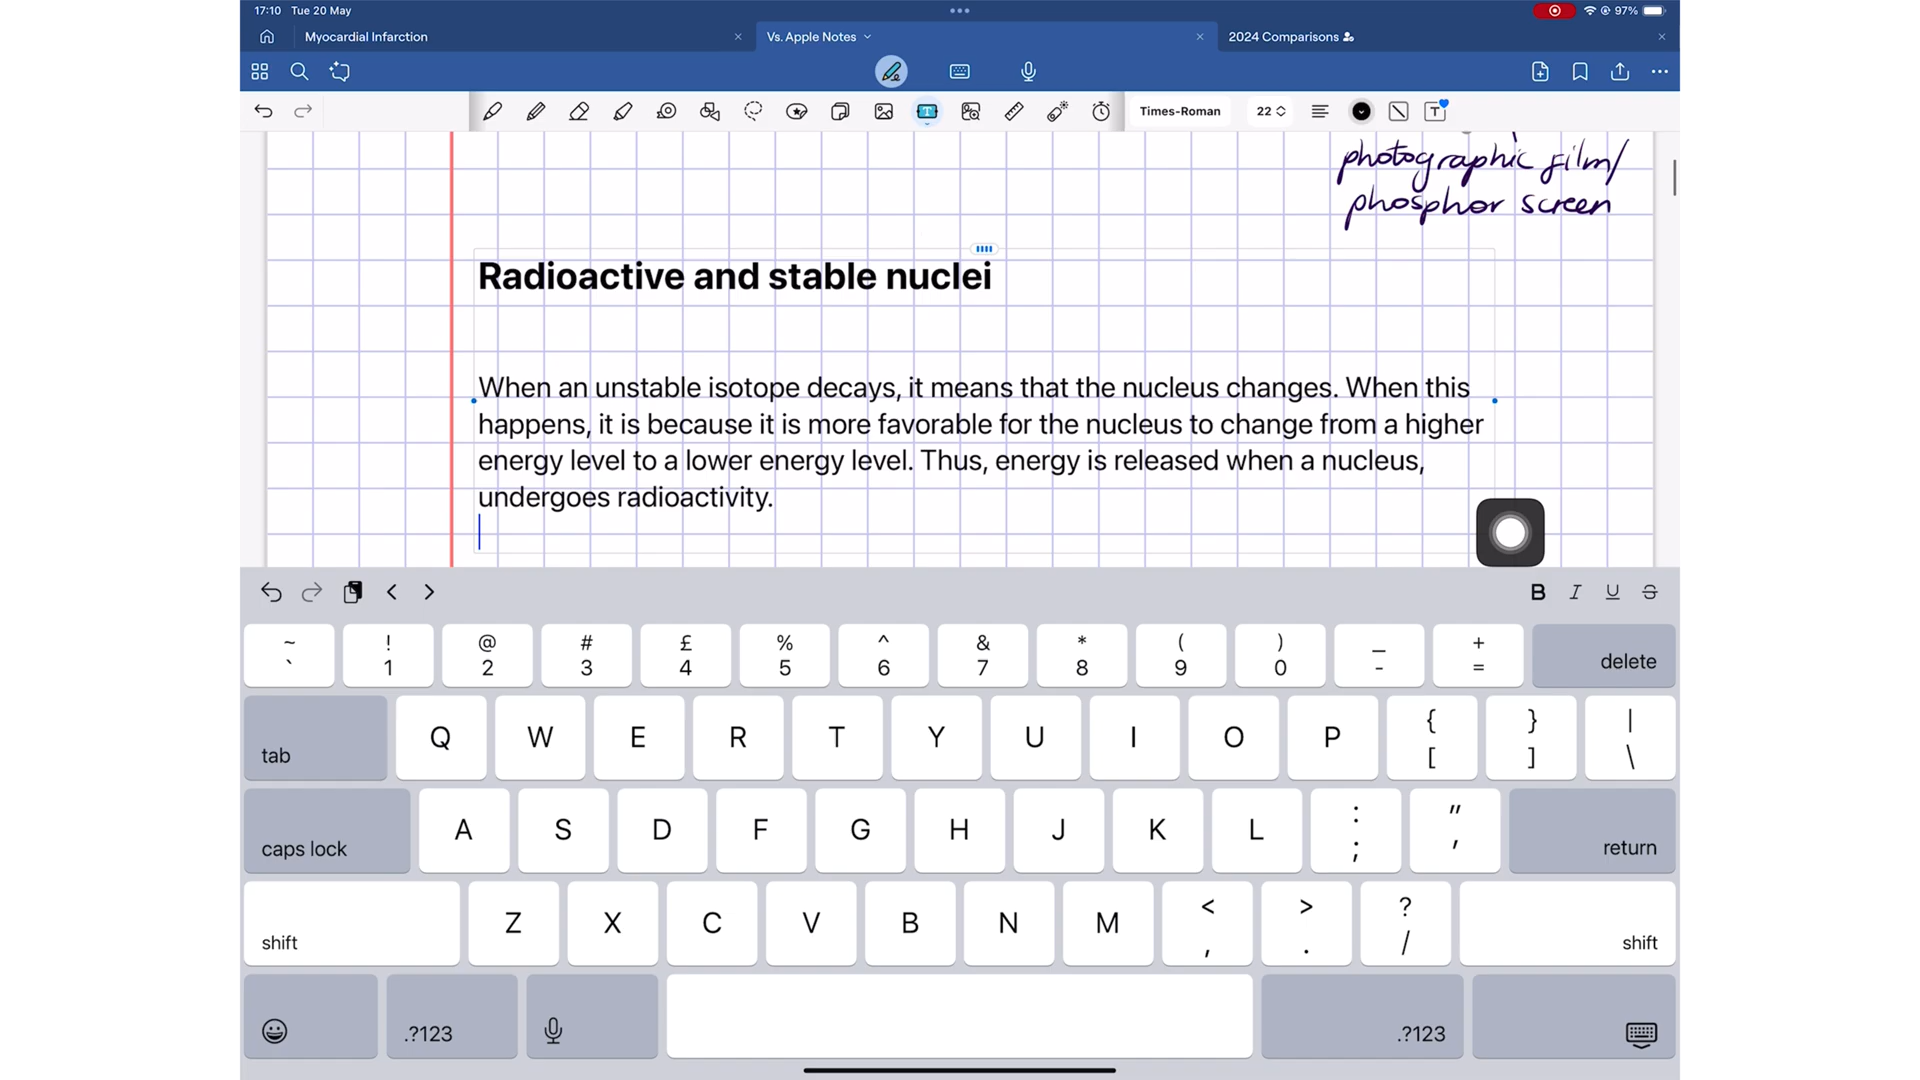 17:10 Tue 20 May
97%
Myocardial Infarction
Vs. Apple Notes
2024 Comparisons
Times-Roman
22
photographic film/
phosphor screen
Radioactive and stable nuclei
When an unstable isotope decays, it means that the nucleus changes. When this
happens, it is because it is more favorable for the nucleus to change from a higher
energy level to a lower energy level. Thus, energy is released when a nucleus,
undergoes radioactivity.
B I U S
~ ! @ # £ % ^ & * ( ) _ +
` 1 2 3 4 5 6 7 8 9 0 - = delete
tab Q W E R T Y U I O P { [ } ] | \
caps lock A S D F G H J K L : ; " ' return
shift Z X C V B N M < , > . ? / shift
.?123 .?123